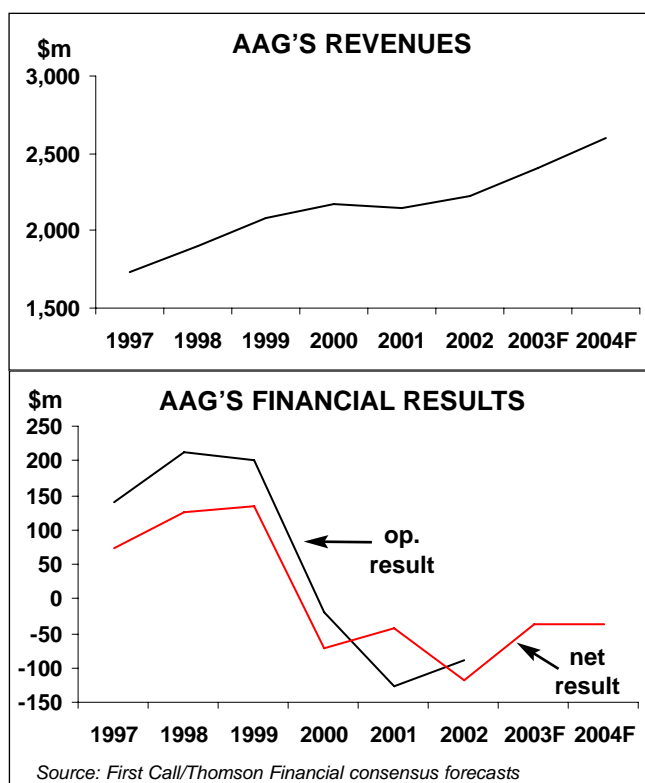 AAG'S REVENUES
$m
3,000
2,500
2,000
1,500
1997 1998 1999 2000 2001 2002 2003F 2004F
AAG'S FINANCIAL RESULTS
$m
250
200
150
100
50
0
-50
-100
-150
op.
result
net
result
1997 1998 1999 2000 2001 2002 2003F 2004F
Source: First Call/Thomson Financial consensus forecasts